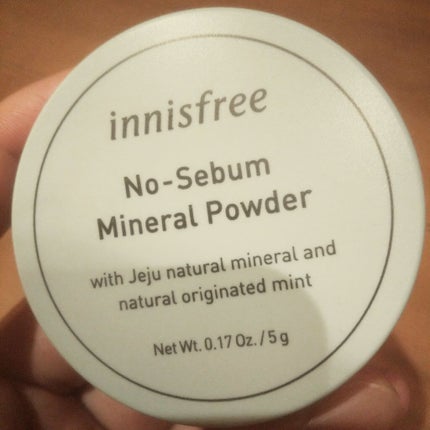 innisfree
No-Sebum
Mineral Powder
with Jeju natural mineral and
natural originated mint
Net Wt. 0.17 Oz. / 5 g